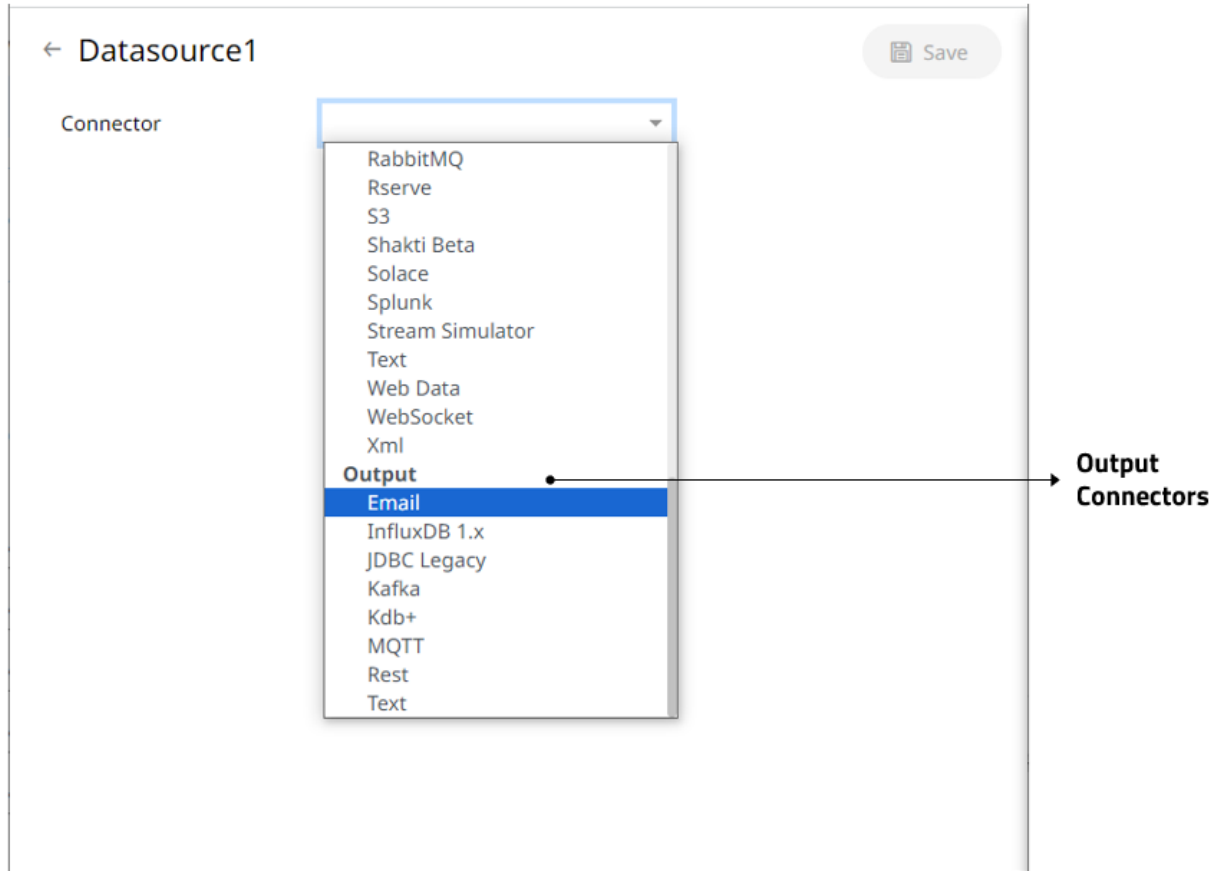 ← Datasource1
Save
Connector
RabbitMQ
Rserve
S3
Shakti Beta
Solace
Splunk
Stream Simulator
Text
Web Data
WebSocket
Xml
Output
Email
InfluxDB 1.x
JDBC Legacy
Kafka
Kdb+
MQTT
Rest
Text
Output
Connectors